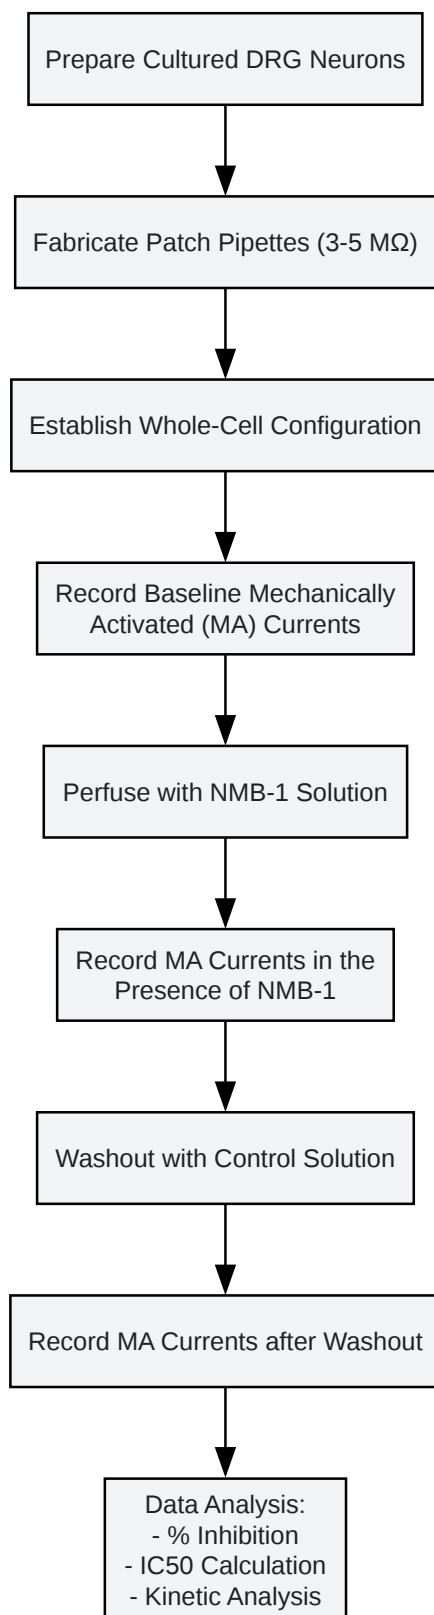 Prepare Cultured DRG Neurons
Fabricate Patch Pipettes (3-5 MΩ)
Establish Whole-Cell Configuration
Record Baseline Mechanically
Activated (MA) Currents
Perfuse with NMB-1 Solution
Record MA Currents in the
Presence of NMB-1
Washout with Control Solution
Record MA Currents after Washout
Data Analysis:
- % Inhibition
- IC50 Calculation
- Kinetic Analysis